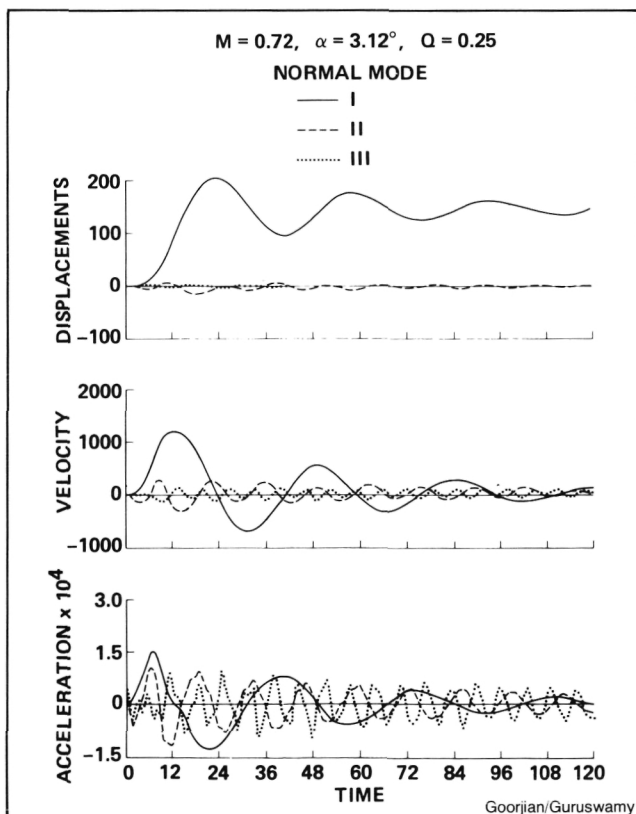 M = 0.72, α = 3.12°, Q = 0.25
NORMAL MODE
I
II
III
DISPLACEMENTS
200
100
0
−100
VELOCITY
2000
1000
0
−1000
ACCELERATION x 10⁴
3.0
1.5
0
−1.5
0 12 24 36 48 60 72 84 96 108 120
TIME
Goorjian/Guruswamy